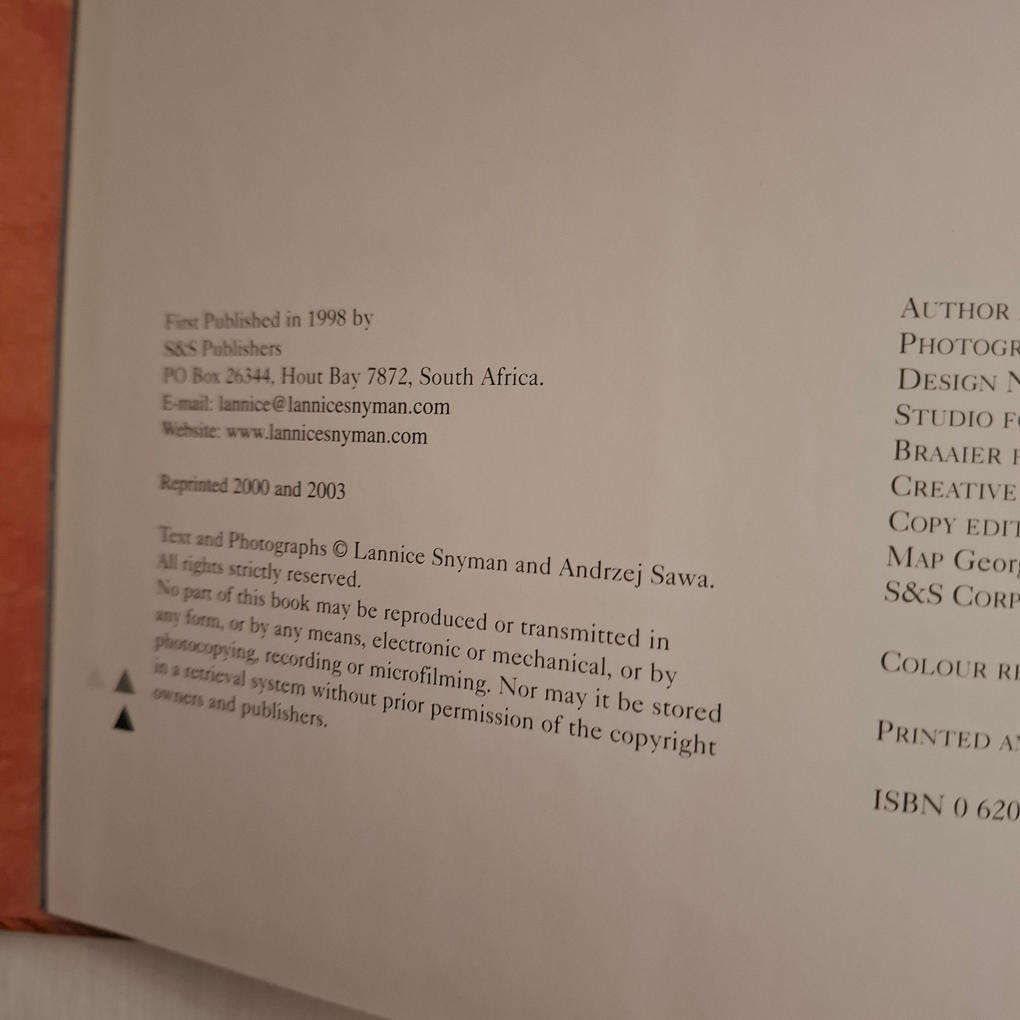 First Published in 1998 by
S&S Publishers
PO Box 26344, Hout Bay 7872, South Africa.
E-mail: lannice@lannicesnyman.com
Website: www.lannicesnyman.com
Reprinted 2000 and 2003
Text and Photographs © Lannice Snyman and Andrzej Sawa.
All rights strictly reserved.
No part of this book may be reproduced or transmitted in
any form, or by any means, electronic or mechanical, or by
photocopying, recording or microfilming. Nor may it be stored
in a retrieval system without prior permission of the copyright
owners and publishers.
AUTHOR
PHOTOGR
DESIGN N
STUDIO FO
BRAAIER
CREATIVE
COPY EDIT
MAP Georg
S&S CORP
COLOUR RE
PRINTED AN
ISBN 0 620